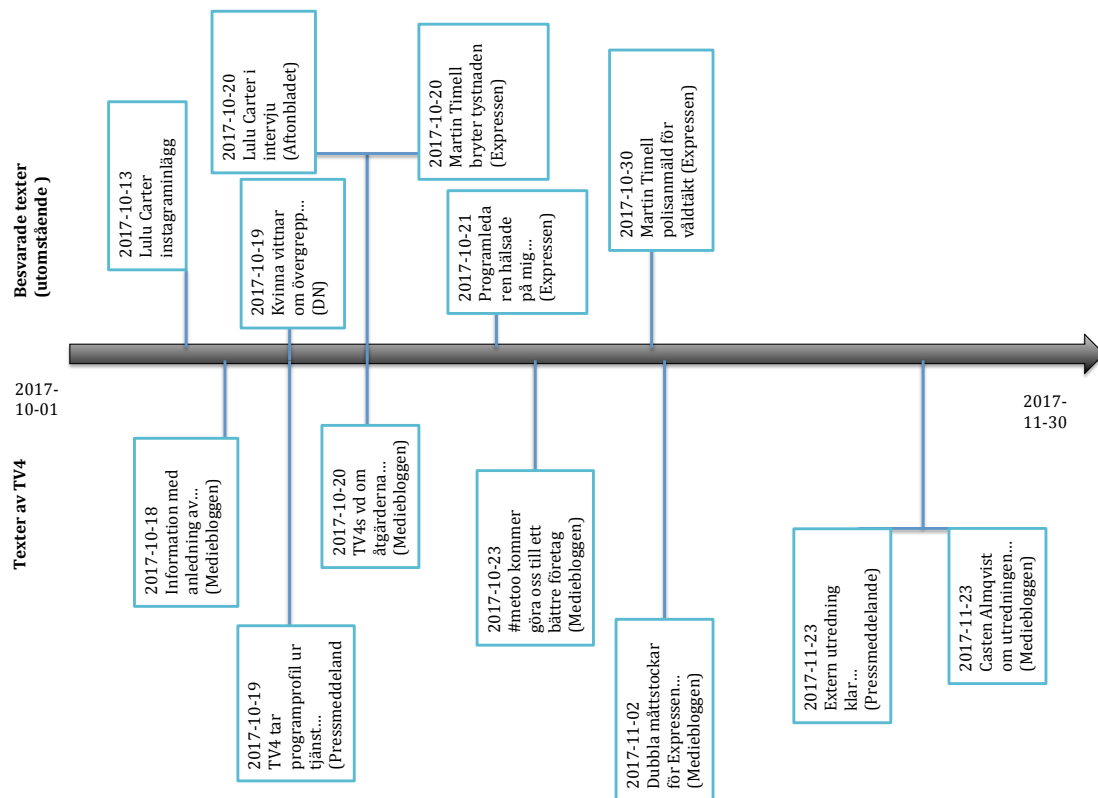 Besvarade texter
(utomstående )
2017-10-13
Lulu Carter
instagraminlägg
2017-10-20
Lulu Carter i
intervju
(Aftonbladet)
2017-10-19
Kvinna vittnar
om övergrepp...
(DN)
2017-10-20
Martin Timell
bryter tystnaden
(Expressen)
2017-10-21
Programleda
ren hälsade
på mig...
(Expressen)
2017-10-30
Martin Timell
polisanmäld för
våldtäkt (Expressen)
2017-
10-01
2017-
11-30
Texter av TV4
2017-10-18
Information med
anledning av...
(Mediebloggen)
2017-10-19
TV4 tar
programprofil ur
tjänst...
(Pressmeddeland
2017-10-20
TV4s vd om
åtgärderna...
(Mediebloggen)
2017-10-23
#metoo kommer
göra oss till ett
bättre företag
(Mediebloggen)
2017-11-02
Dubbla måttstockar
för Expressen...
(Mediebloggen)
2017-11-23
Extern utredning
klar...
(Pressmeddelande)
2017-11-23
Casten Almqvist
om utredningen...
(Mediebloggen)